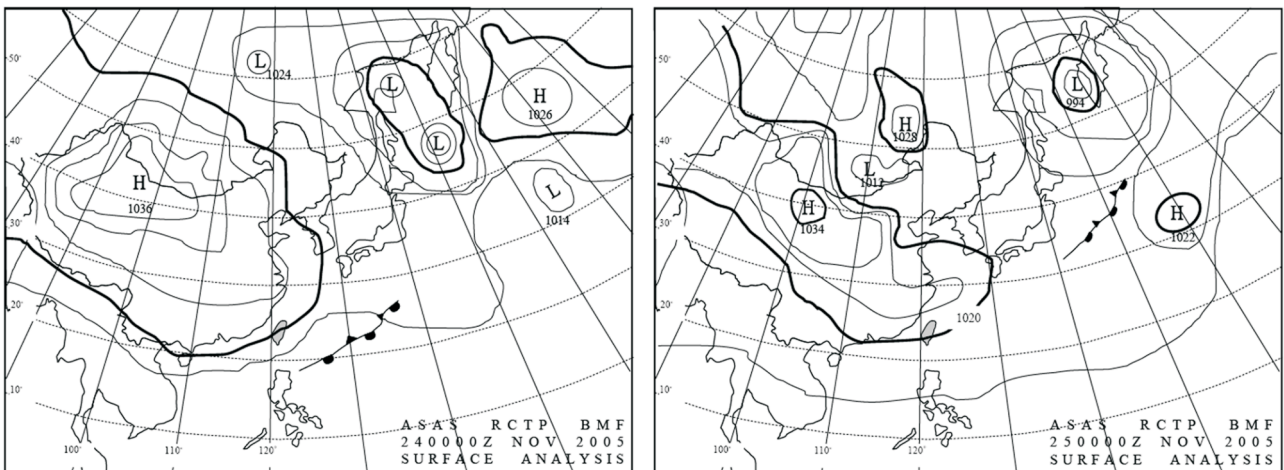 50°
40°
30°
20°
10°
100°
110°
120°
L
1024
L
L
H
1026
L
1014
H
1036
ASAS RCTP BMF
240000Z NOV 2005
SURFACE ANALYSIS
50°
40°
30°
20°
10°
100°
110°
120°
H
1028
L
1012
H
1034
L
994
H
1022
1020
ASAS RCTP BMF
250000Z NOV 2005
SURFACE ANALYSIS